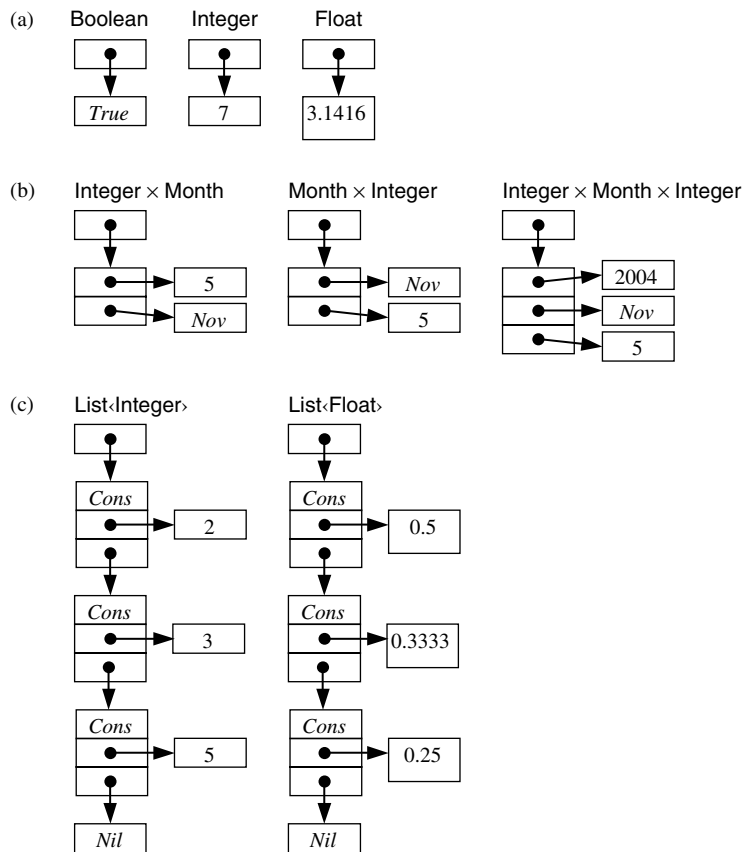 (a) Boolean Integer Float
True 7 3.1416
(b) Integer × Month Month × Integer Integer × Month × Integer
5 Nov 2004
Nov 5 Nov
5
(c) List‹Integer› List‹Float›
Cons Cons
2 0.5
Cons Cons
3 0.3333
Cons Cons
5 0.25
Nil Nil